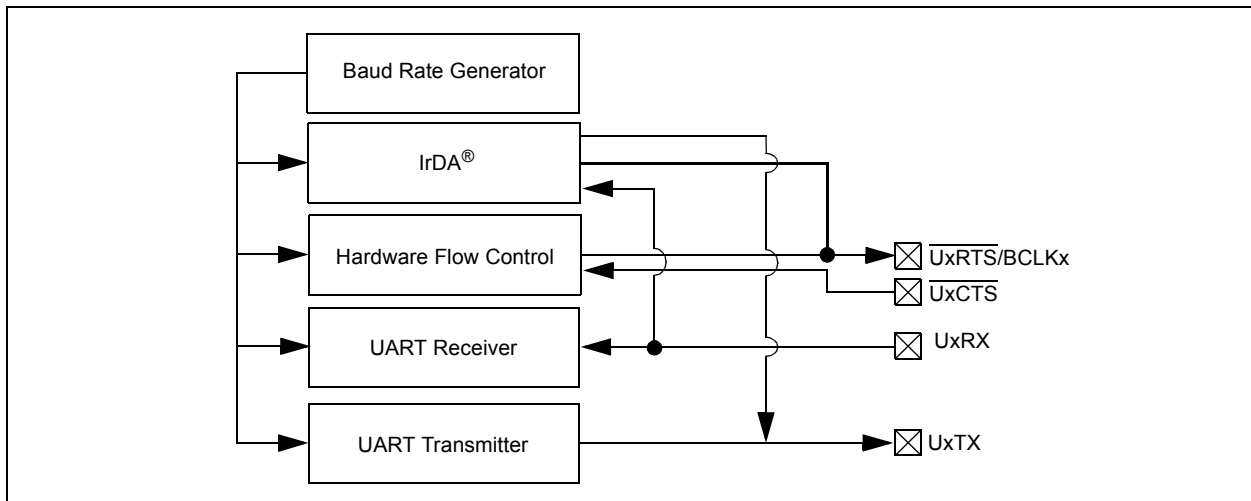 Baud Rate Generator
IrDA®
Hardware Flow Control
UxRTS/BCLKx
UxCTS
UART Receiver
UxRX
UART Transmitter
UxTX